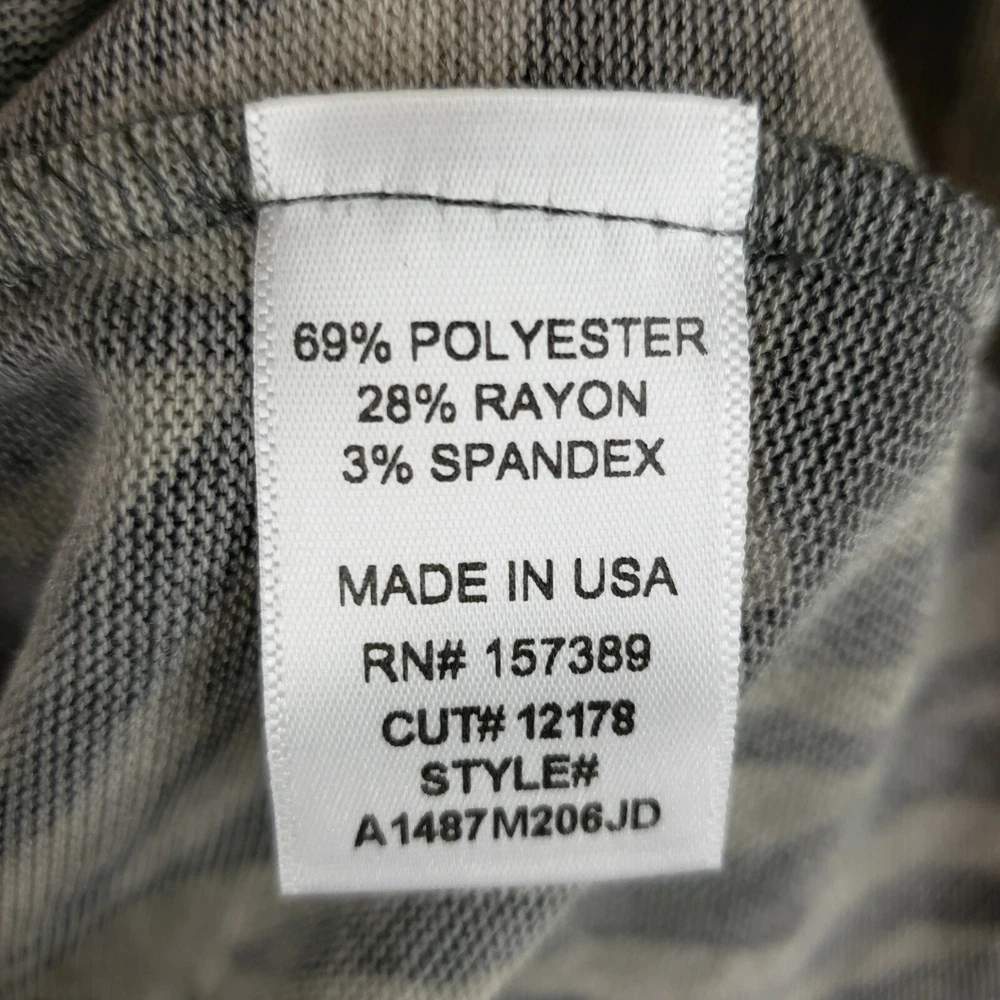 69% POLYESTER
28% RAYON
3% SPANDEX
MADE IN USA
RN# 157389
CUT# 12178
STYLE#
A1487M206JD